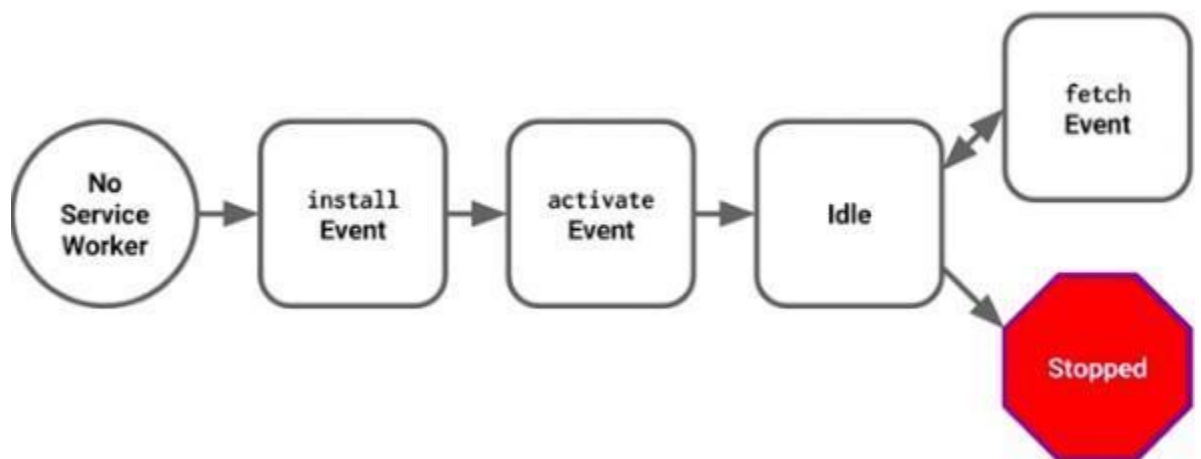 No
Service
Worker
install
Event
activate
Event
Idle
fetch
Event
Stopped